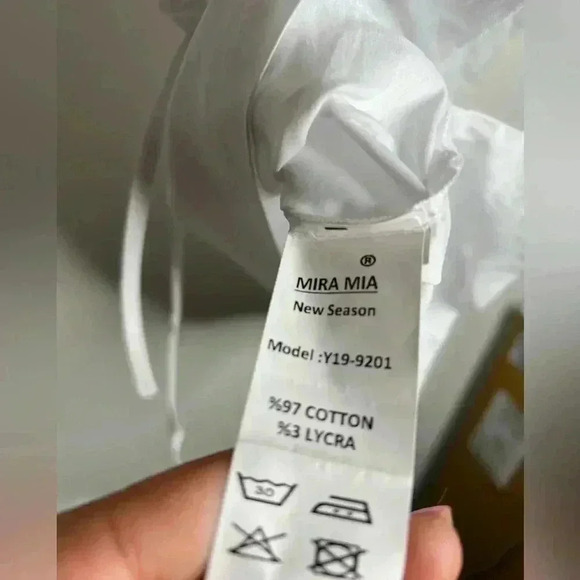 ®
MIRA MIA
New Season
Model :Y19-9201
%97 COTTON
%3 LYCRA
30